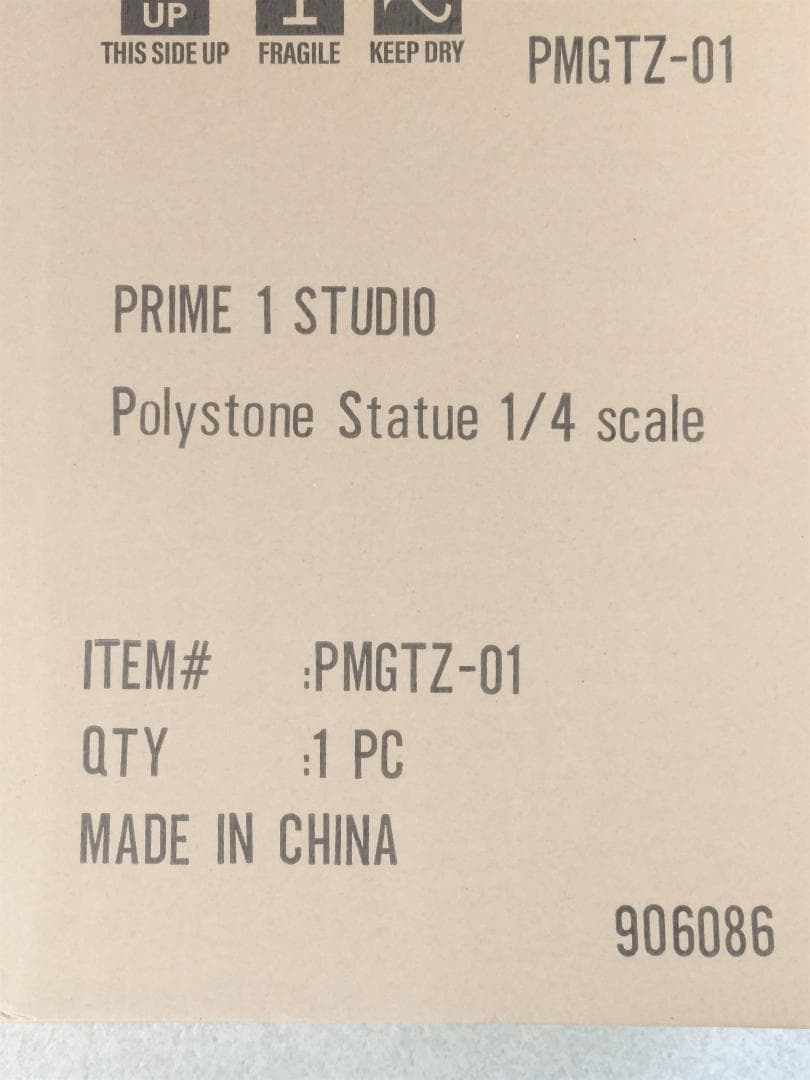 UP
THIS SIDE UP FRAGILE KEEP DRY
PMGTZ-01
PRIME 1 STUDIO
Polystone Statue 1/4 scale
ITEM# :PMGTZ-01
QTY :1 PC
MADE IN CHINA
906086